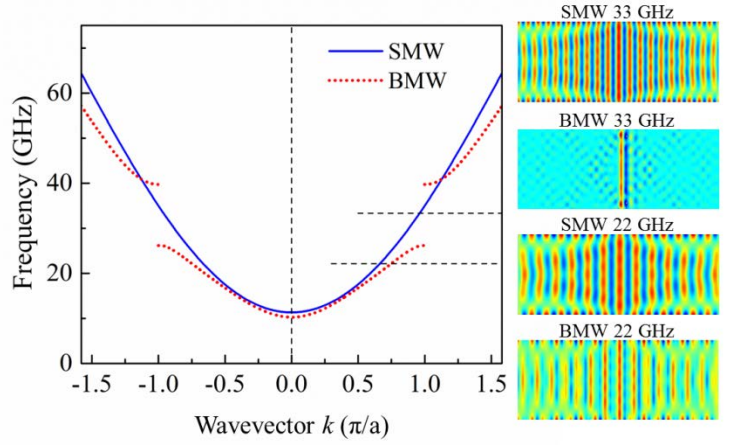 SMW
BMW
Frequency (GHz)
60
40
20
0
-1.5 -1.0 -0.5 0.0 0.5 1.0 1.5
Wavevector k (π/a)
SMW 33 GHz
BMW 33 GHz
SMW 22 GHz
BMW 22 GHz